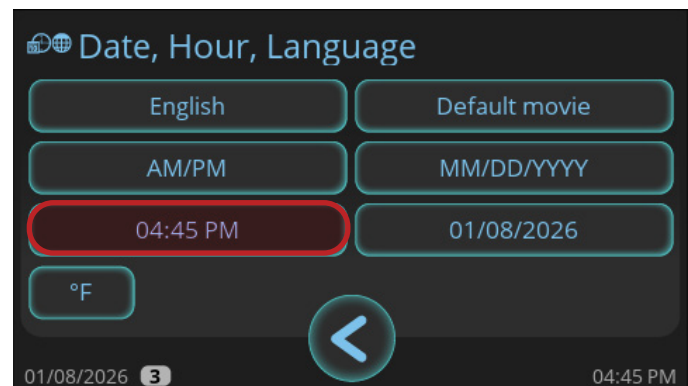 Date, Hour, Language
English
Default movie
AM/PM
MM/DD/YYYY
04:45 PM
01/08/2026
°F
01/08/2026 3
04:45 PM